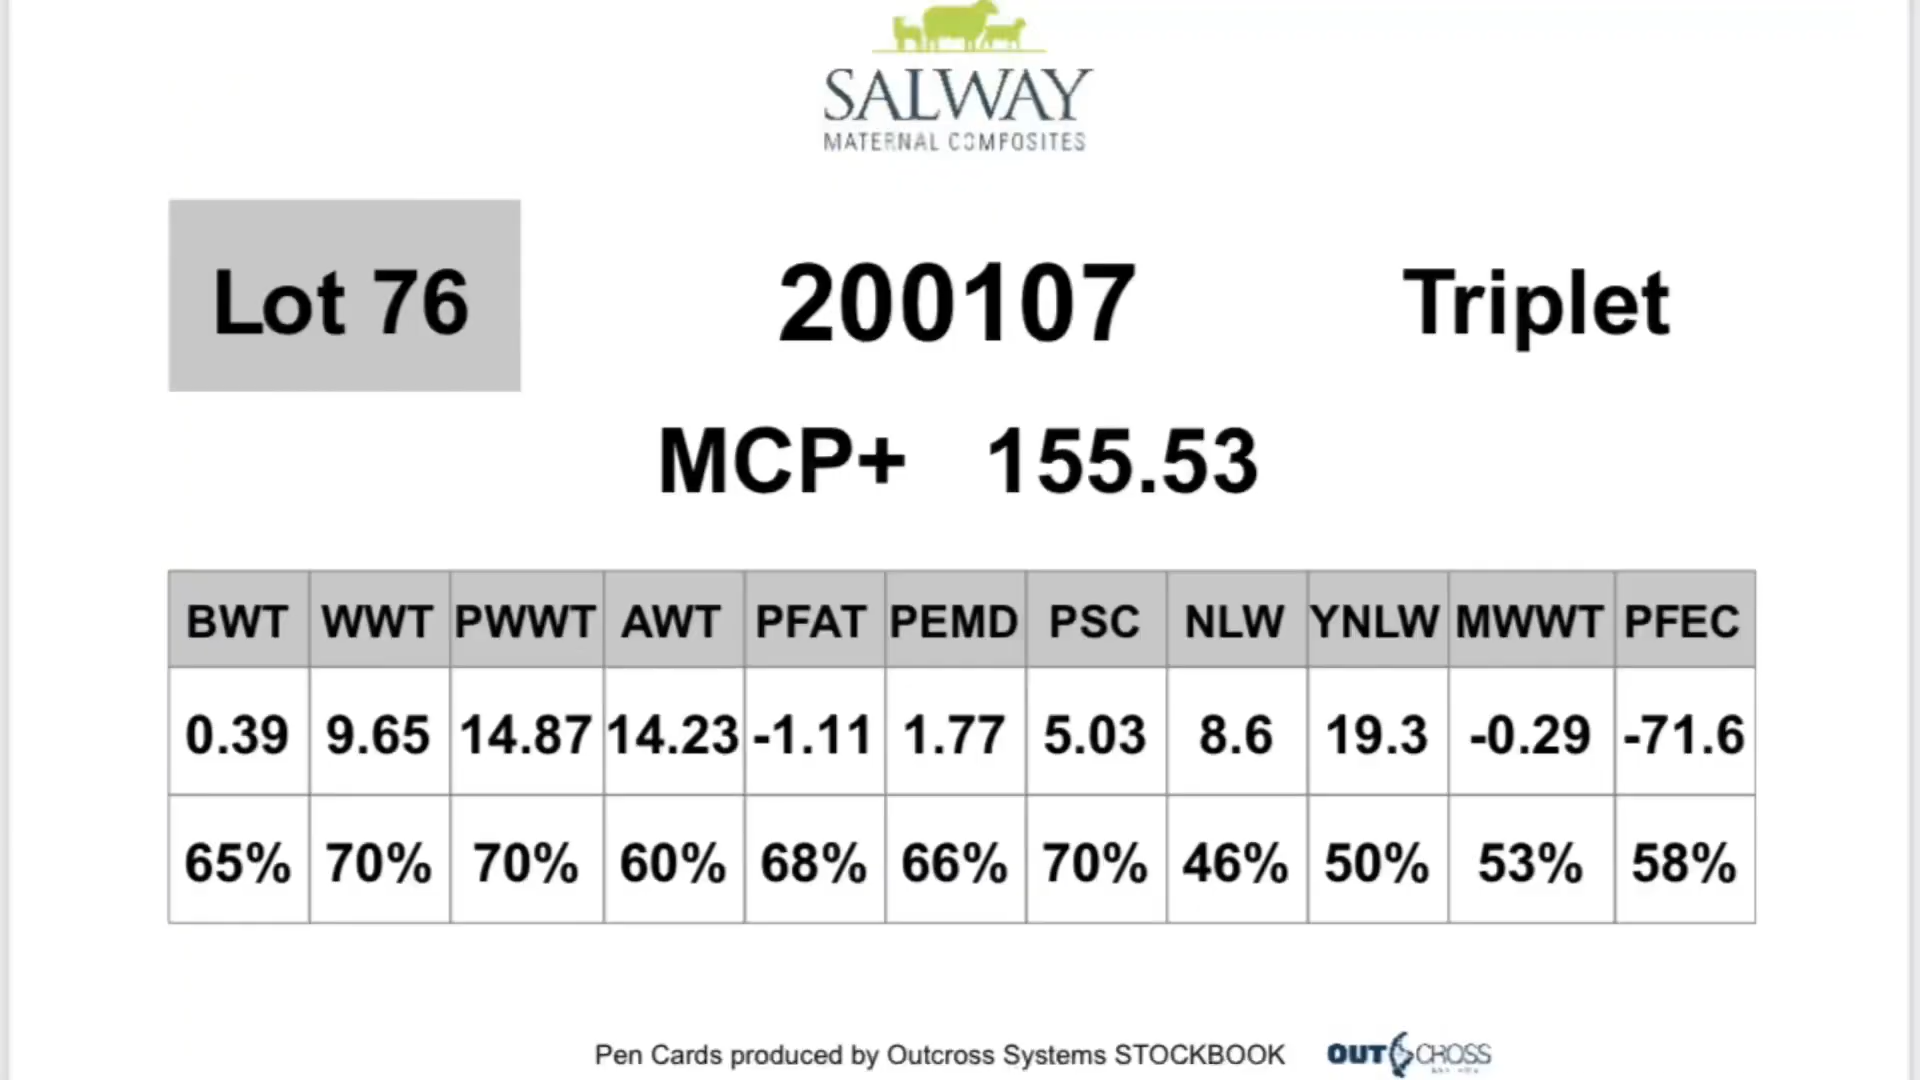 SALWAY
MATERNAL COMPOSITES
Lot 76 200107 Triplet
MCP+ 155.53
BWT WWT PWWT AWT PFAT PEMD PSC NLW YNLW MWWT PFEC
0.39 9.65 14.87 14.23 -1.11 1.77 5.03 8.6 19.3 -0.29 -71.6
65% 70% 70% 60% 68% 66% 70% 46% 50% 53% 58%
Pen Cards produced by Outcross Systems STOCKBOOK OUTCROSS